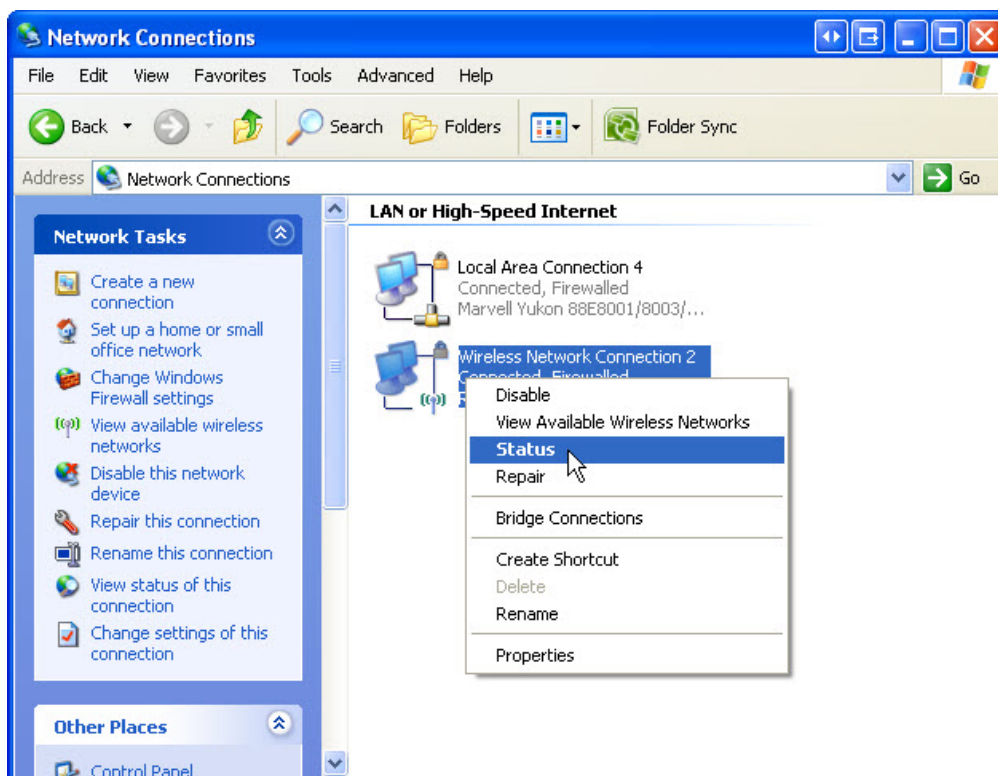 Network Connections
File Edit View Favorites Tools Advanced Help
Back Search Folders Folder Sync
Address Network Connections Go
Network Tasks
Create a new
connection
Set up a home or small
office network
Change Windows
Firewall settings
View available wireless
networks
Disable this network
device
Repair this connection
Rename this connection
View status of this
connection
Change settings of this
connection
Other Places
Control Panel
LAN or High-Speed Internet
Local Area Connection 4
Connected, Firewalled
Marvell Yukon 88E8001/8003/...
Wireless Network Connection 2
Connected, Firewalled
Disable
View Available Wireless Networks
Status
Repair
Bridge Connections
Create Shortcut
Delete
Rename
Properties